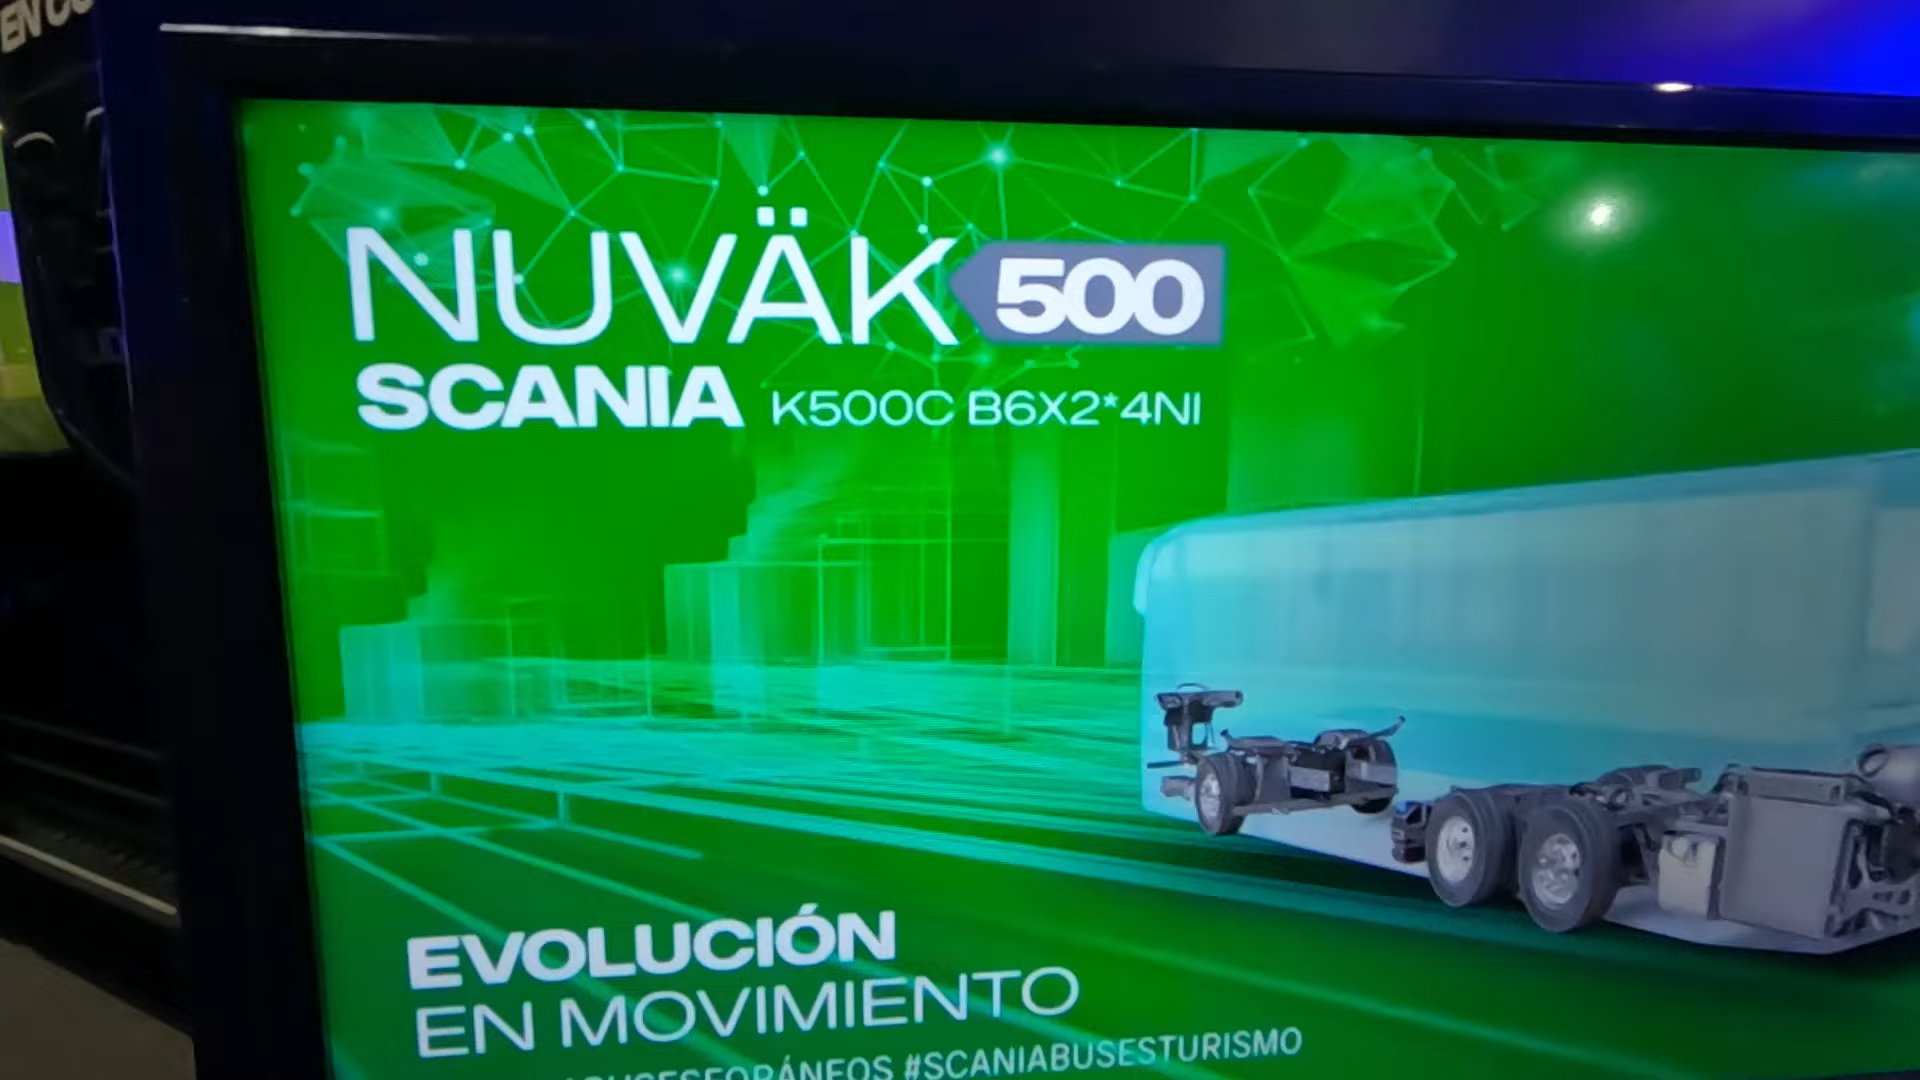 NUVÄK 500
SCANIA K500C B6X2*4NI
EVOLUCIÓN
EN MOVIMIENTO
#SCANIABUSESTURISMO